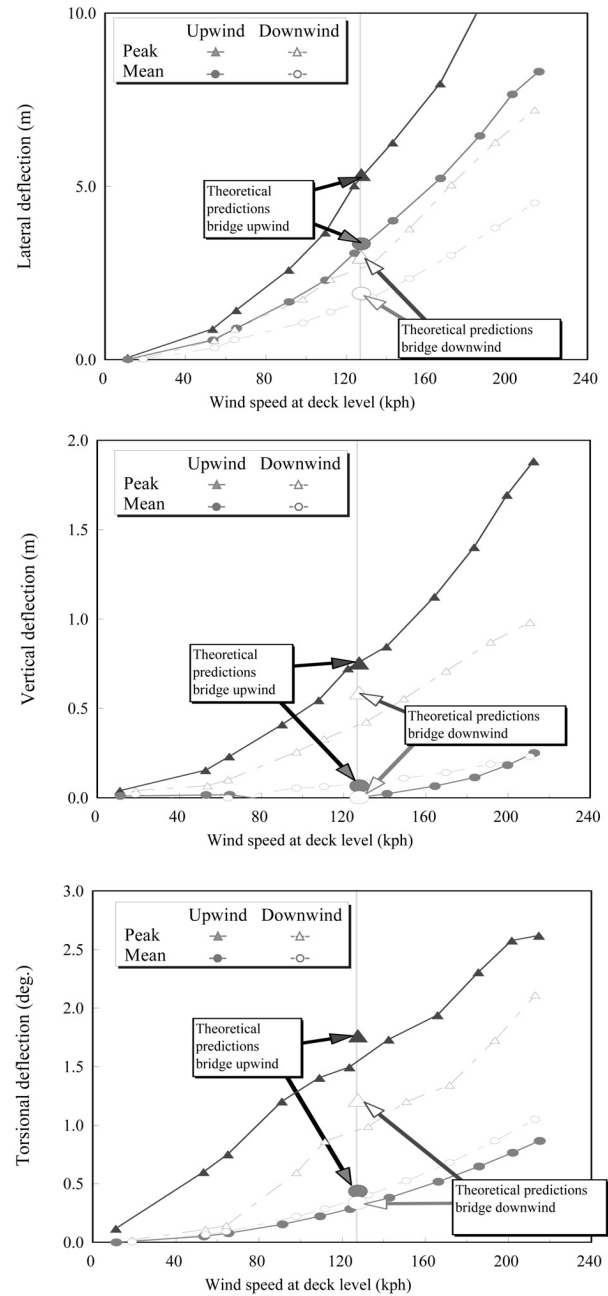 10.0
Upwind Downwind
Peak
Mean
Lateral deflection (m)
5.0
Theoretical
predictions
bridge upwind
Theoretical predictions
bridge downwind
0.0
0 40 80 120 160 200 240
Wind speed at deck level (kph)
2.0
Upwind Downwind
Peak
Mean
1.5
Vertical deflection (m)
1.0
Theoretical
predictions
bridge upwind
0.5
Theoretical predictions
bridge downwind
0.0
0 40 80 120 160 200 240
Wind speed at deck level (kph)
3.0
Upwind Downwind
Peak
Mean
2.5
Torsional deflection (deg.)
2.0
Theoretical
predictions
bridge upwind
1.5
1.0
0.5
Theoretical predictions
bridge downwind
0.0
0 40 80 120 160 200 240
Wind speed at deck level (kph)